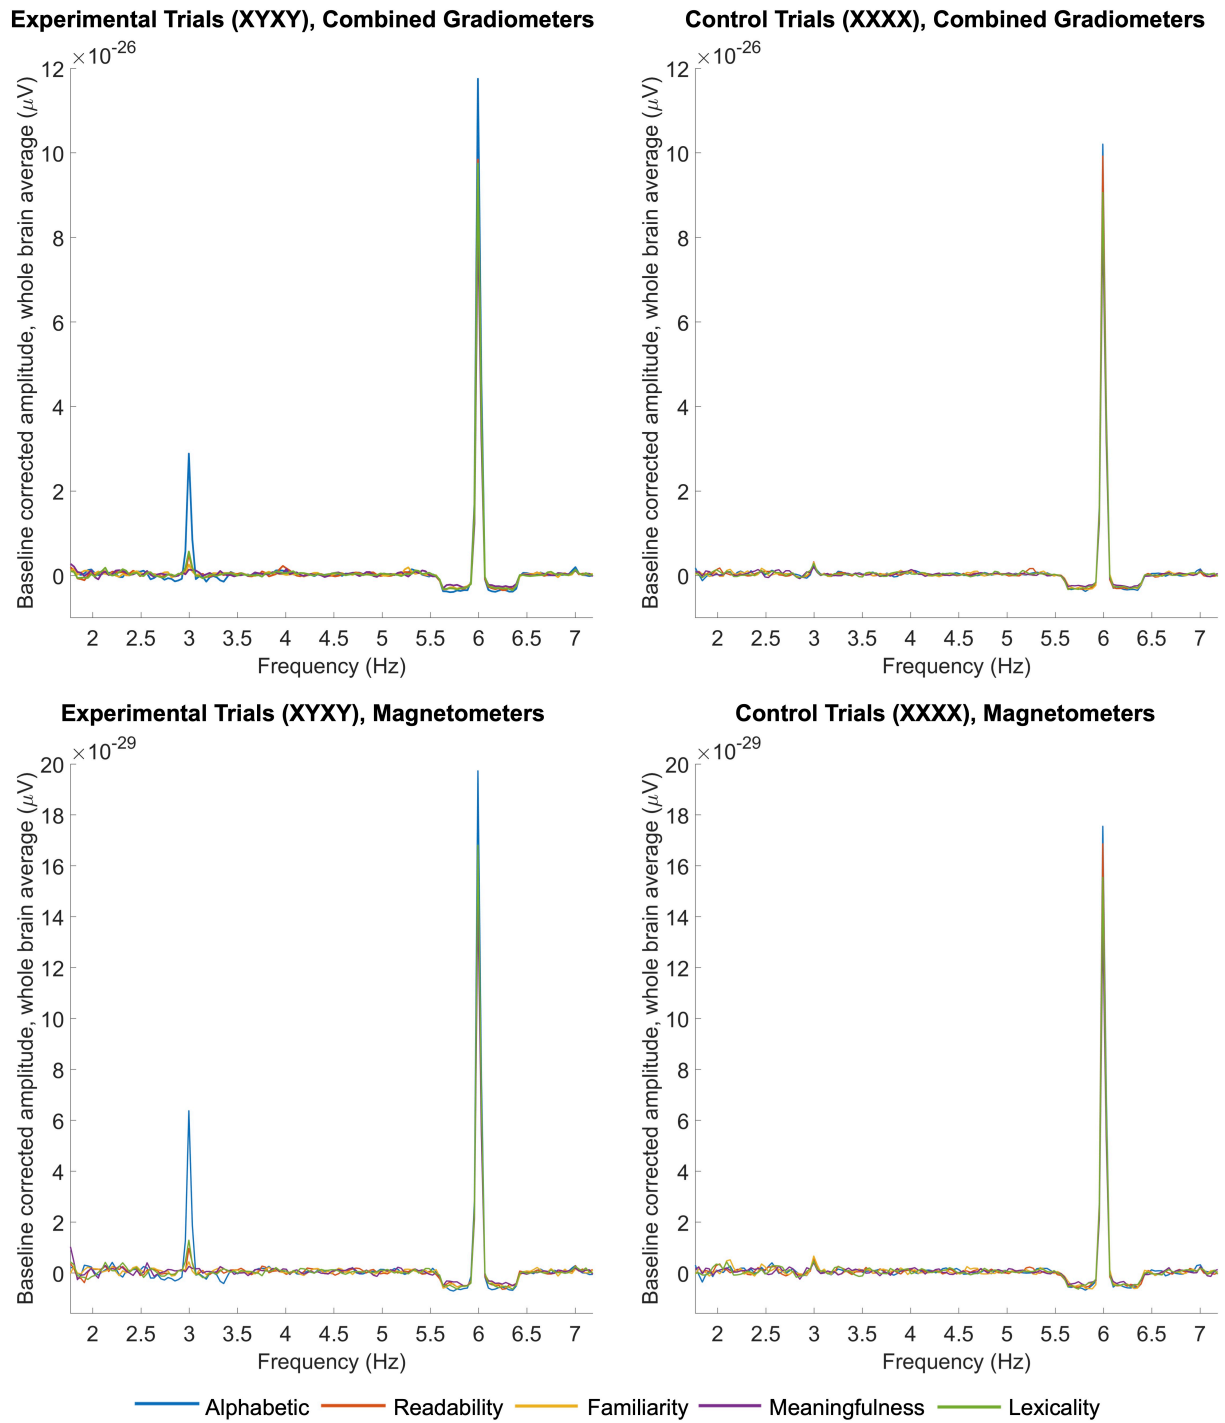 Experimental Trials (XYXY), Combined Gradiometers
×10-26
Baseline corrected amplitude, whole brain average (μV)
12
10
8
6
4
2
0
2 2.5 3 3.5 4 4.5 5 5.5 6 6.5 7
Frequency (Hz)
Control Trials (XXXX), Combined Gradiometers
×10-26
Baseline corrected amplitude, whole brain average (μV)
12
10
8
6
4
2
0
2 2.5 3 3.5 4 4.5 5 5.5 6 6.5 7
Frequency (Hz)
Experimental Trials (XYXY), Magnetometers
×10-29
Baseline corrected amplitude, whole brain average (μV)
20
18
16
14
12
10
8
6
4
2
0
2 2.5 3 3.5 4 4.5 5 5.5 6 6.5 7
Frequency (Hz)
Control Trials (XXXX), Magnetometers
×10-29
Baseline corrected amplitude, whole brain average (μV)
20
18
16
14
12
10
8
6
4
2
0
2 2.5 3 3.5 4 4.5 5 5.5 6 6.5 7
Frequency (Hz)
Alphabetic Readability Familiarity Meaningfulness Lexicality